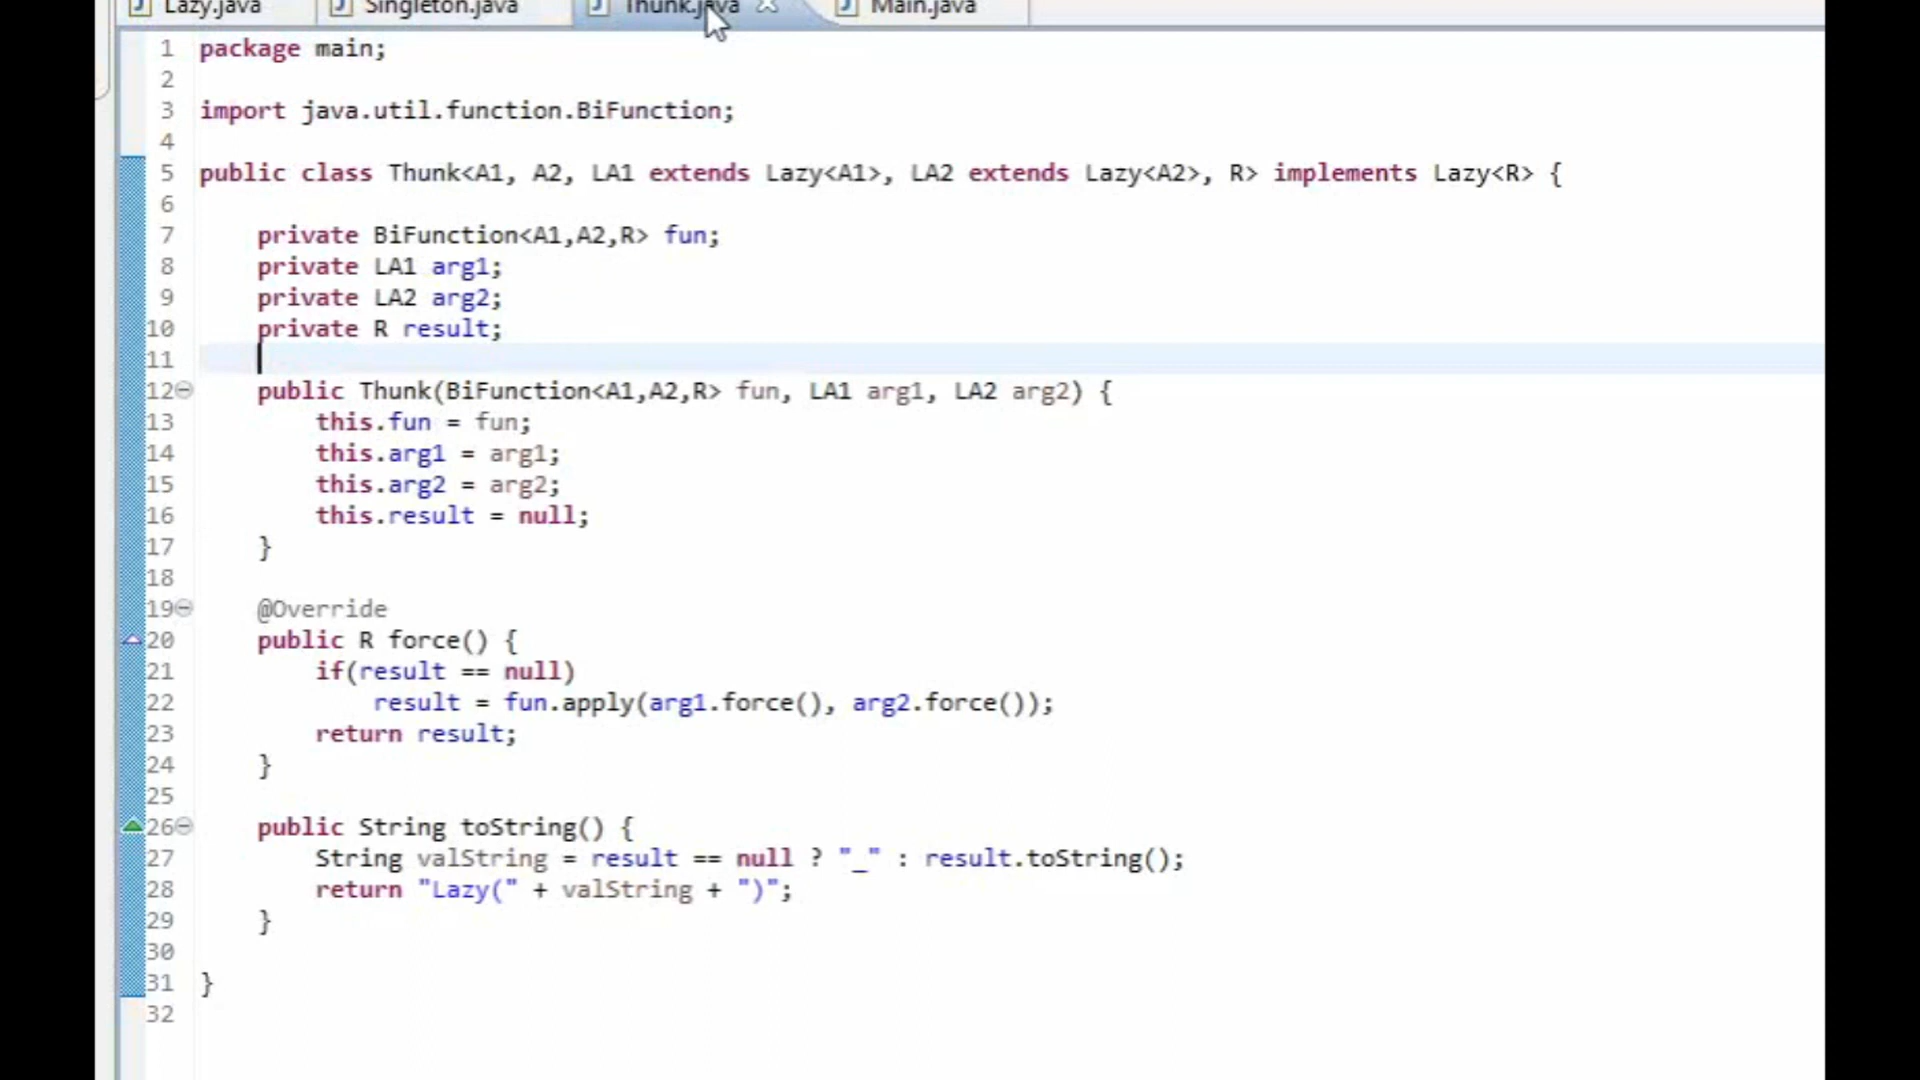 Lazy.java Singleton.java Thunk.java Main.java
1 package main;
2
3 import java.util.function.BiFunction;
4
5 public class Thunk<A1, A2, LA1 extends Lazy<A1>, LA2 extends Lazy<A2>, R> implements Lazy<R> {
6
7 private BiFunction<A1,A2,R> fun;
8 private LA1 arg1;
9 private LA2 arg2;
10 private R result;
11
12 public Thunk(BiFunction<A1,A2,R> fun, LA1 arg1, LA2 arg2) {
13 this.fun = fun;
14 this.arg1 = arg1;
15 this.arg2 = arg2;
16 this.result = null;
17 }
18
19 @Override
20 public R force() {
21 if(result == null)
22 result = fun.apply(arg1.force(), arg2.force());
23 return result;
24 }
25
26 public String toString() {
27 String valString = result == null ? "_" : result.toString();
28 return "Lazy(" + valString + ")";
29 }
30
31 }
32